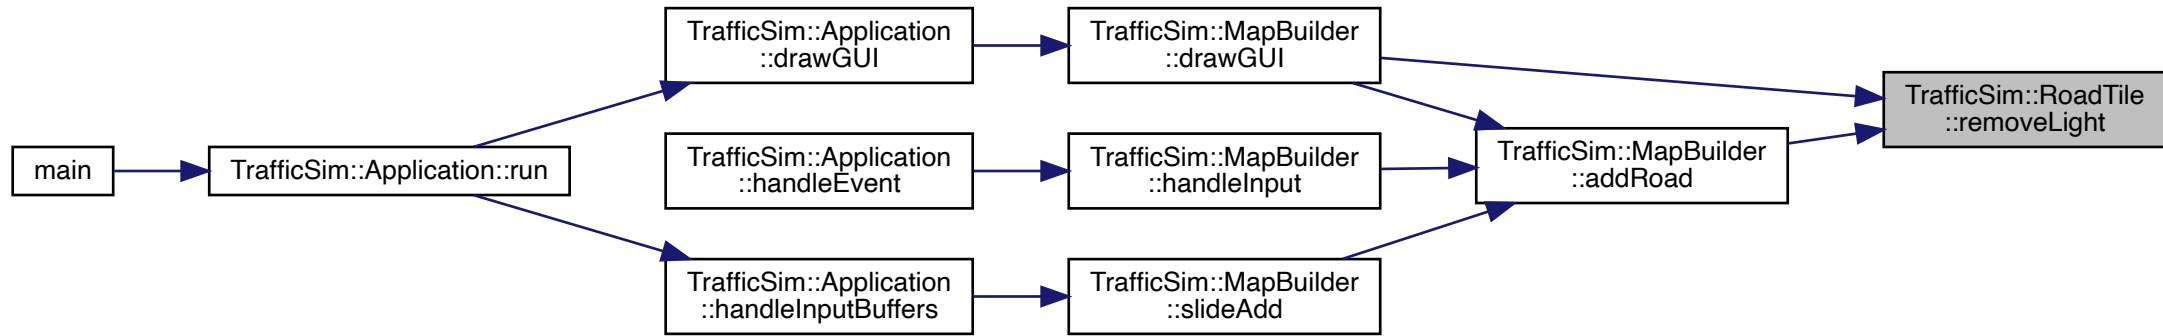 main
TrafficSim::Application::run
TrafficSim::Application
::drawGUI
TrafficSim::Application
::handleEvent
TrafficSim::Application
::handleInputBuffers
TrafficSim::MapBuilder
::drawGUI
TrafficSim::MapBuilder
::handleInput
TrafficSim::MapBuilder
::slideAdd
TrafficSim::MapBuilder
::addRoad
TrafficSim::RoadTile
::removeLight